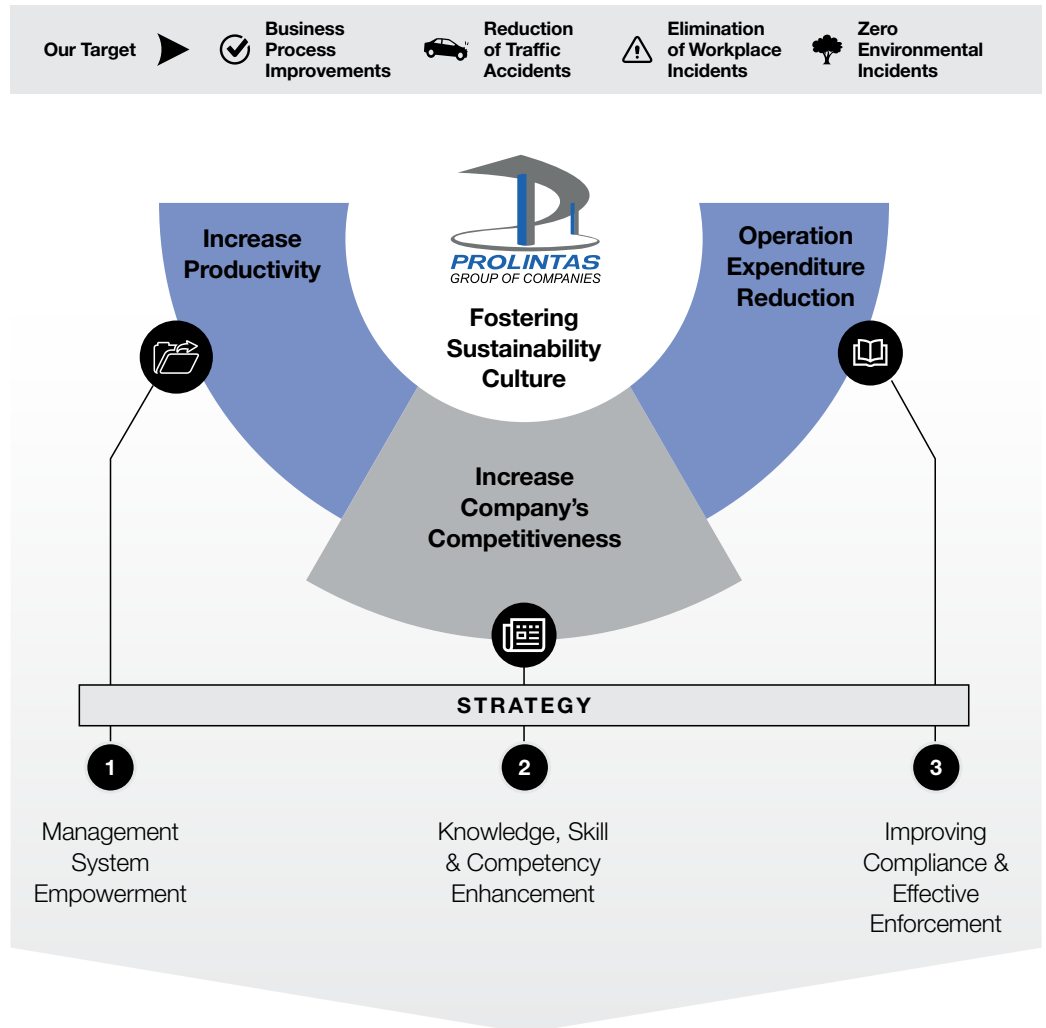 Our Target
Business
Process
Improvements
Reduction
of Traffic
Accidents
Elimination
of Workplace
Incidents
Zero
Environmental
Incidents
PROLINTAS
GROUP OF COMPANIES
Fostering
Sustainability
Culture
Increase
Productivity
Operation
Expenditure
Reduction
Increase
Company’s
Competitiveness
STRATEGY
1
Management
System
Empowerment
2
Knowledge, Skill
& Competency
Enhancement
3
Improving
Compliance &
Effective
Enforcement